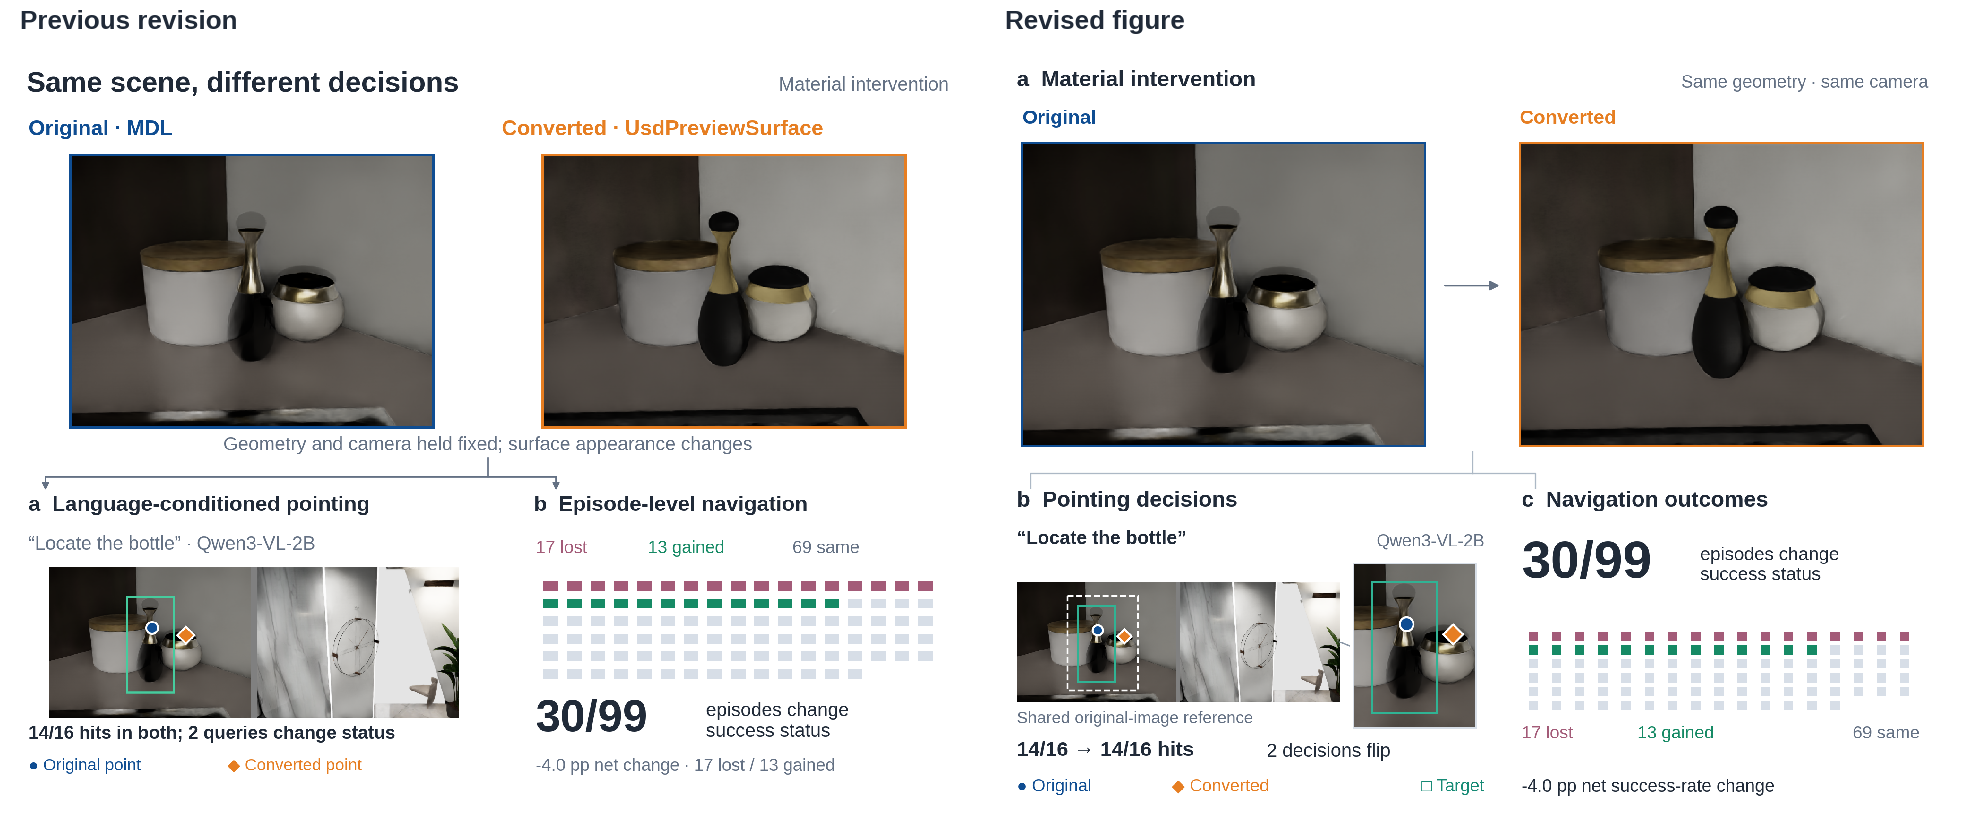 Previous revision
Same scene, different decisions
Material intervention
Original · MDL
Converted · UsdPreviewSurface
Geometry and camera held fixed; surface appearance changes
a Language-conditioned pointing
“Locate the bottle” · Qwen3-VL-2B
14/16 hits in both; 2 queries change status
● Original point
◆ Converted point
b Episode-level navigation
17 lost
13 gained
69 same
30/99
episodes change
success status
-4.0 pp net change · 17 lost / 13 gained
Revised figure
a Material intervention
Same geometry · same camera
Original
Converted
b Pointing decisions
“Locate the bottle”
Qwen3-VL-2B
Shared original-image reference
14/16 → 14/16 hits
2 decisions flip
● Original
◆ Converted
□ Target
c Navigation outcomes
30/99
episodes change
success status
17 lost
13 gained
69 same
-4.0 pp net success-rate change